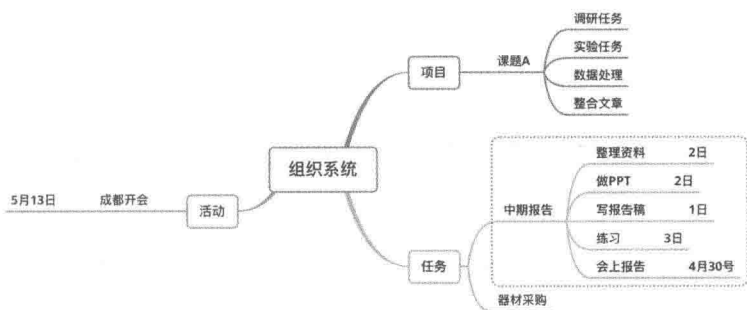 组织系统
项目
课题A
调研任务
实验任务
数据处理
整合文章
任务
中期报告
整理资料 2日
做PPT 2日
写报告稿 1日
练习 3日
会上报告 4月30号
器材采购
活动
成都开会
5月13日